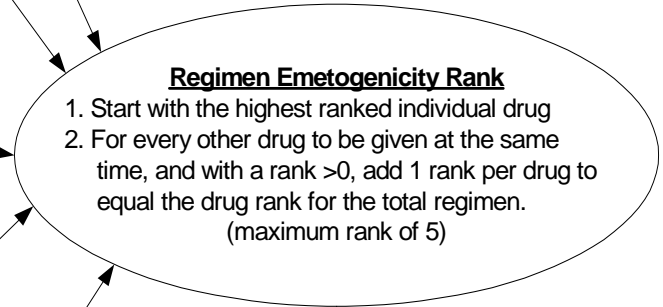 Regimen Emetogenicity Rank
1. Start with the highest ranked individual drug
2. For every other drug to be given at the same
time, and with a rank >0, add 1 rank per drug to
equal the drug rank for the total regimen.
(maximum rank of 5)